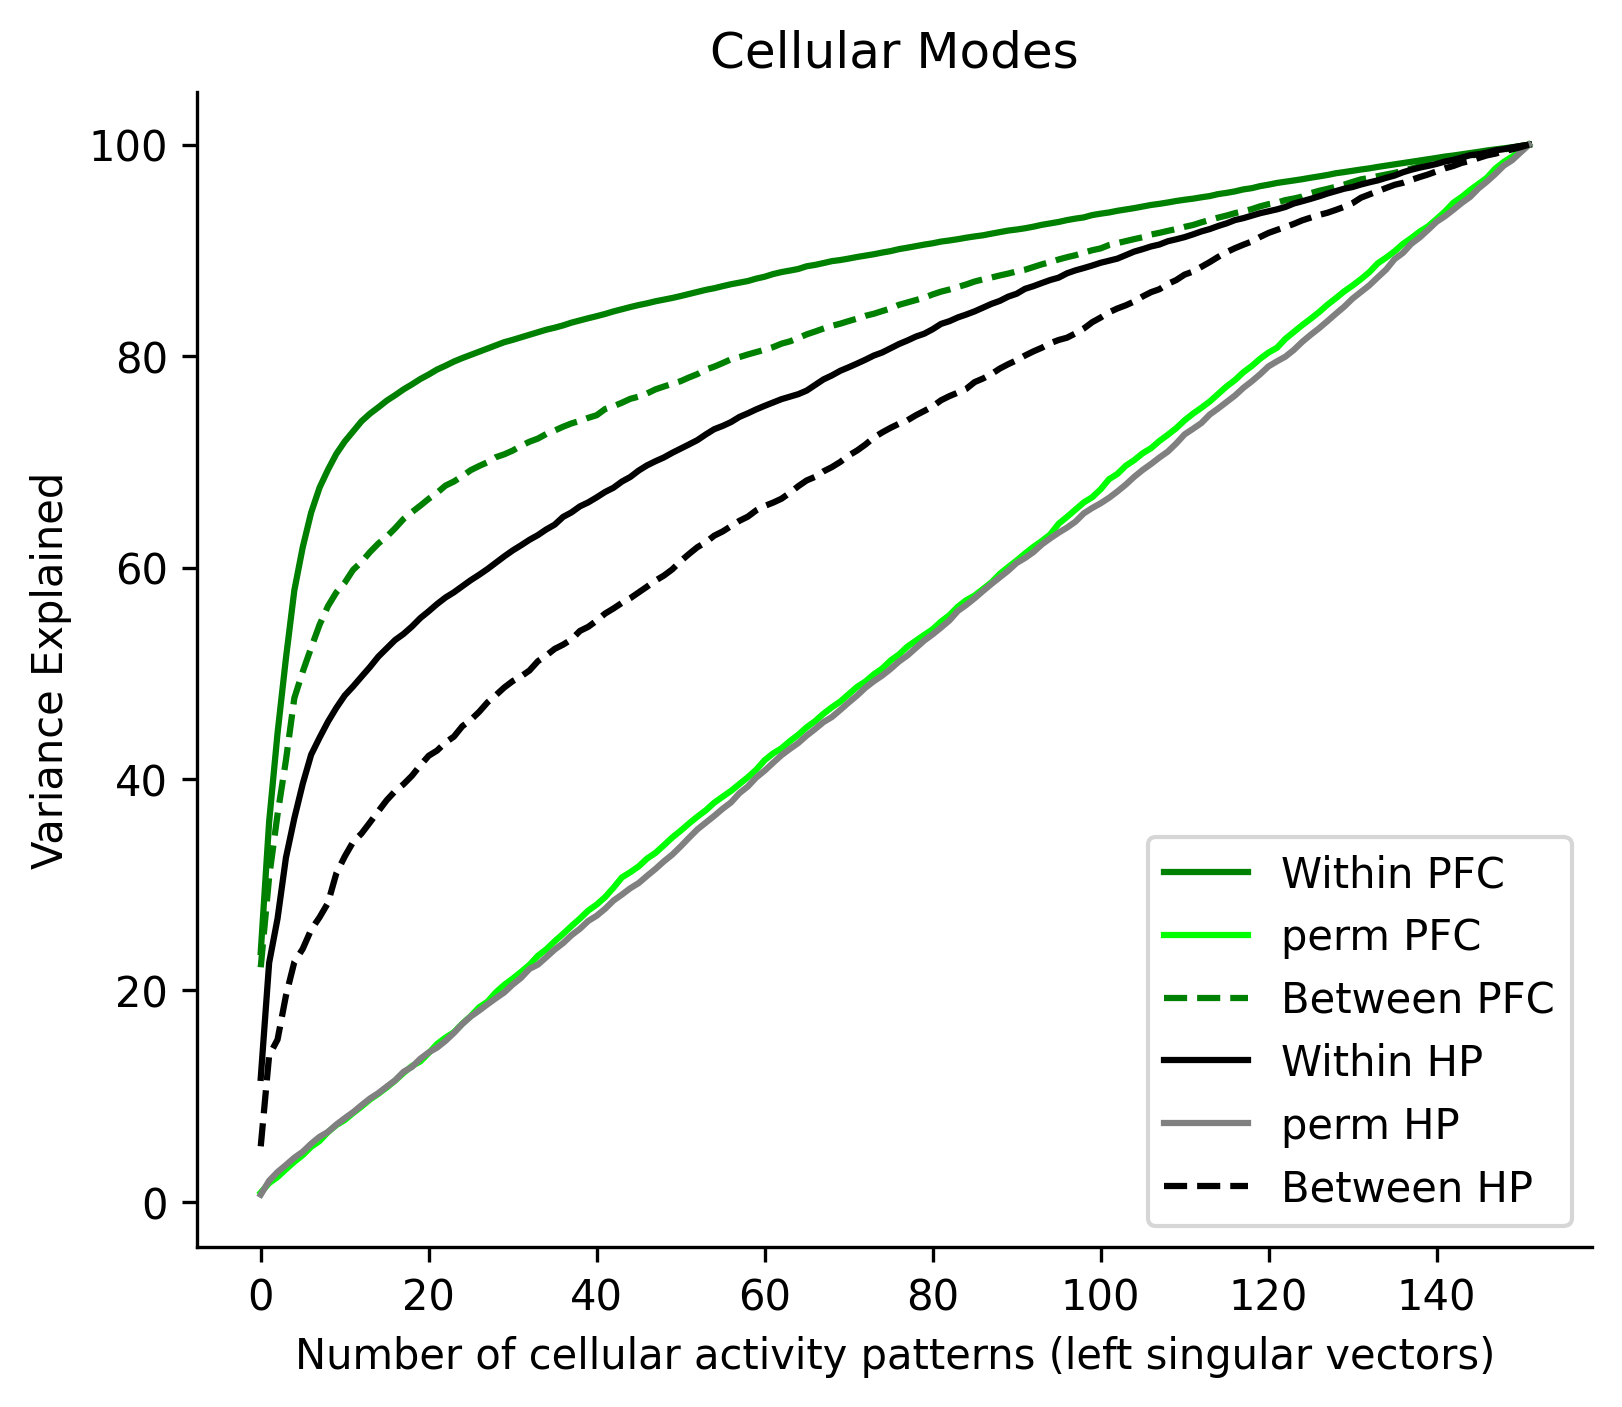 Cellular Modes
100
80
60
40
20
0
Variance Explained
Within PFC
perm PFC
Between PFC
Within HP
perm HP
Between HP
0 20 40 60 80 100 120 140
Number of cellular activity patterns (left singular vectors)